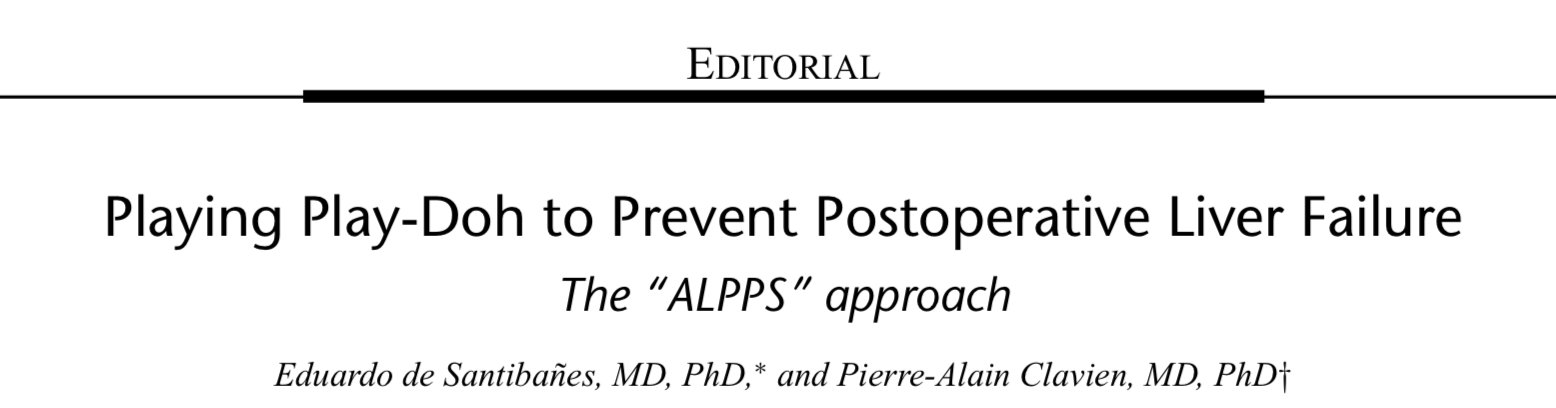 EDITORIAL
Playing Play-Doh to Prevent Postoperative Liver Failure
The “ALPPS” approach
Eduardo de Santibañes, MD, PhD,* and Pierre-Alain Clavien, MD, PhD†